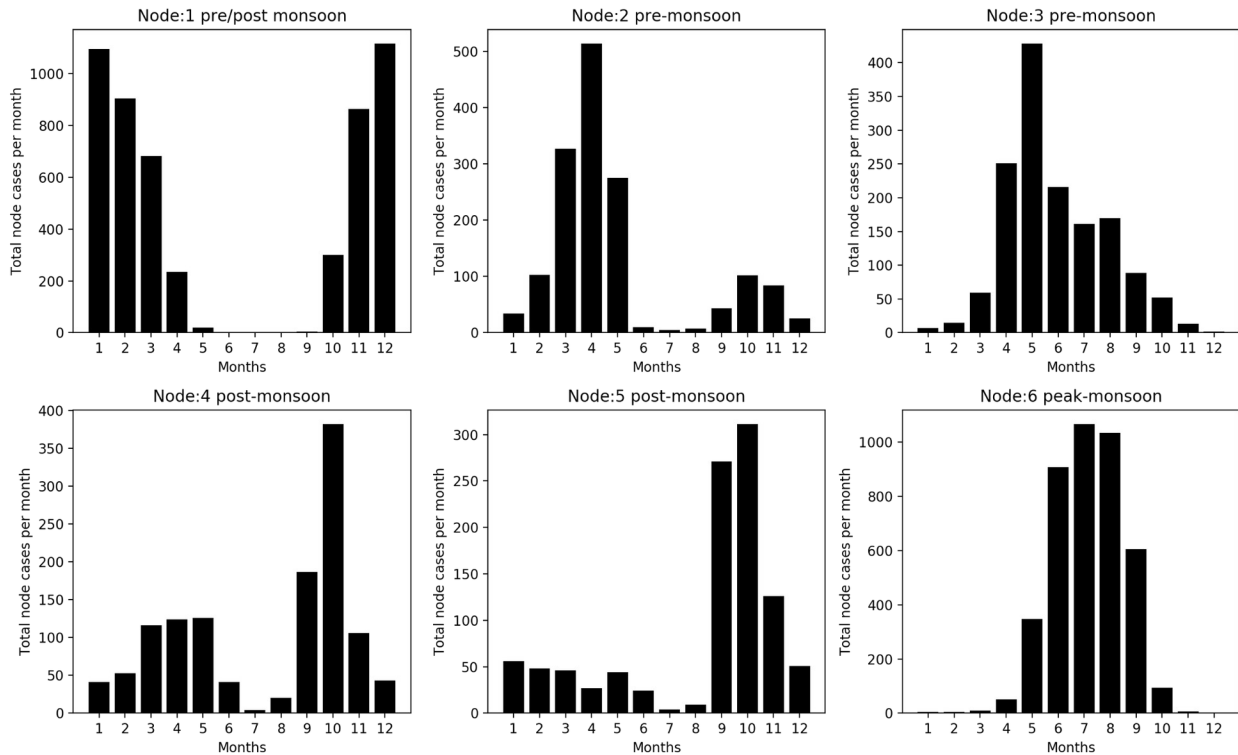 Node:1 pre/post monsoon
Total node cases per month
1000
800
600
400
200
0
1 2 3 4 5 6 7 8 9 10 11 12
Months
Node:2 pre-monsoon
Total node cases per month
500
400
300
200
100
0
1 2 3 4 5 6 7 8 9 10 11 12
Months
Node:3 pre-monsoon
Total node cases per month
400
350
300
250
200
150
100
50
0
1 2 3 4 5 6 7 8 9 10 11 12
Months
Node:4 post-monsoon
Total node cases per month
400
350
300
250
200
150
100
50
0
1 2 3 4 5 6 7 8 9 10 11 12
Months
Node:5 post-monsoon
Total node cases per month
300
250
200
150
100
50
0
1 2 3 4 5 6 7 8 9 10 11 12
Months
Node:6 peak-monsoon
Total node cases per month
1000
800
600
400
200
0
1 2 3 4 5 6 7 8 9 10 11 12
Months